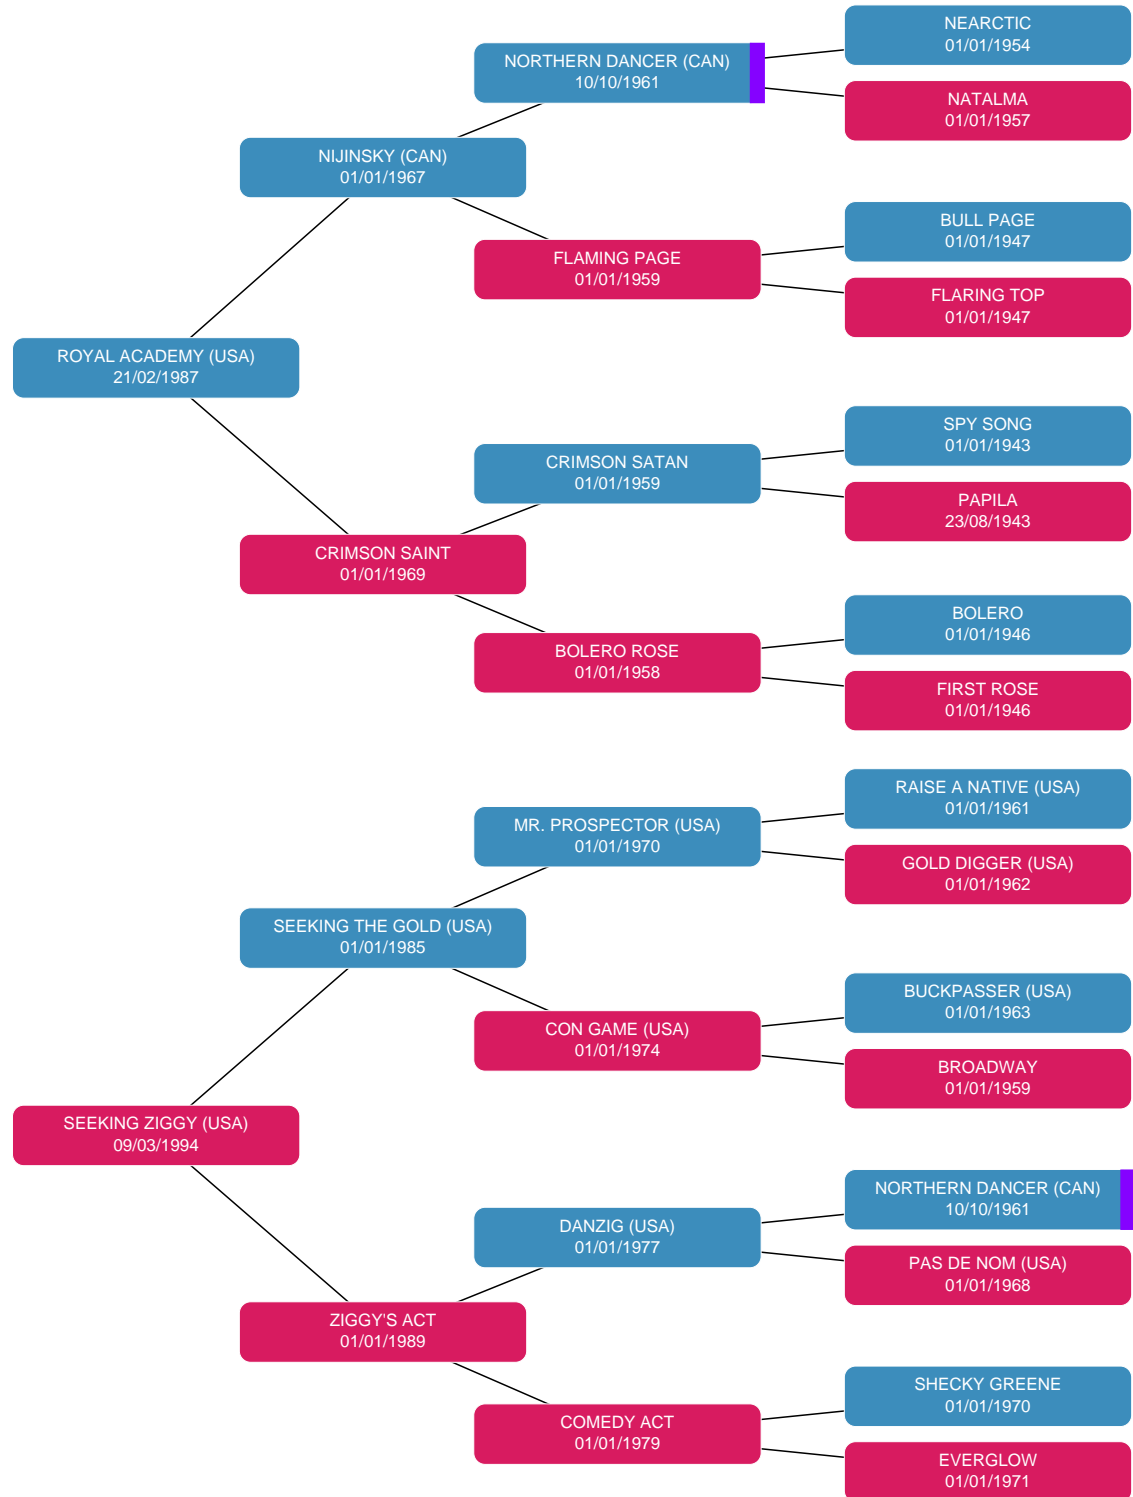 NEARCTIC
01/01/1954
NORTHERN DANCER (CAN)
10/10/1961
NATALMA
01/01/1957
NIJINSKY (CAN)
01/01/1967
BULL PAGE
01/01/1947
FLAMING PAGE
01/01/1959
FLARING TOP
01/01/1947
ROYAL ACADEMY (USA)
21/02/1987
SPY SONG
01/01/1943
CRIMSON SATAN
01/01/1959
PAPILA
23/08/1943
CRIMSON SAINT
01/01/1969
BOLERO
01/01/1946
BOLERO ROSE
01/01/1958
FIRST ROSE
01/01/1946
RAISE A NATIVE (USA)
01/01/1961
MR. PROSPECTOR (USA)
01/01/1970
GOLD DIGGER (USA)
01/01/1962
SEEKING THE GOLD (USA)
01/01/1985
BUCKPASSER (USA)
01/01/1963
CON GAME (USA)
01/01/1974
BROADWAY
01/01/1959
SEEKING ZIGGY (USA)
09/03/1994
NORTHERN DANCER (CAN)
10/10/1961
DANZIG (USA)
01/01/1977
PAS DE NOM (USA)
01/01/1968
ZIGGY'S ACT
01/01/1989
SHECKY GREENE
01/01/1970
COMEDY ACT
01/01/1979
EVERGLOW
01/01/1971